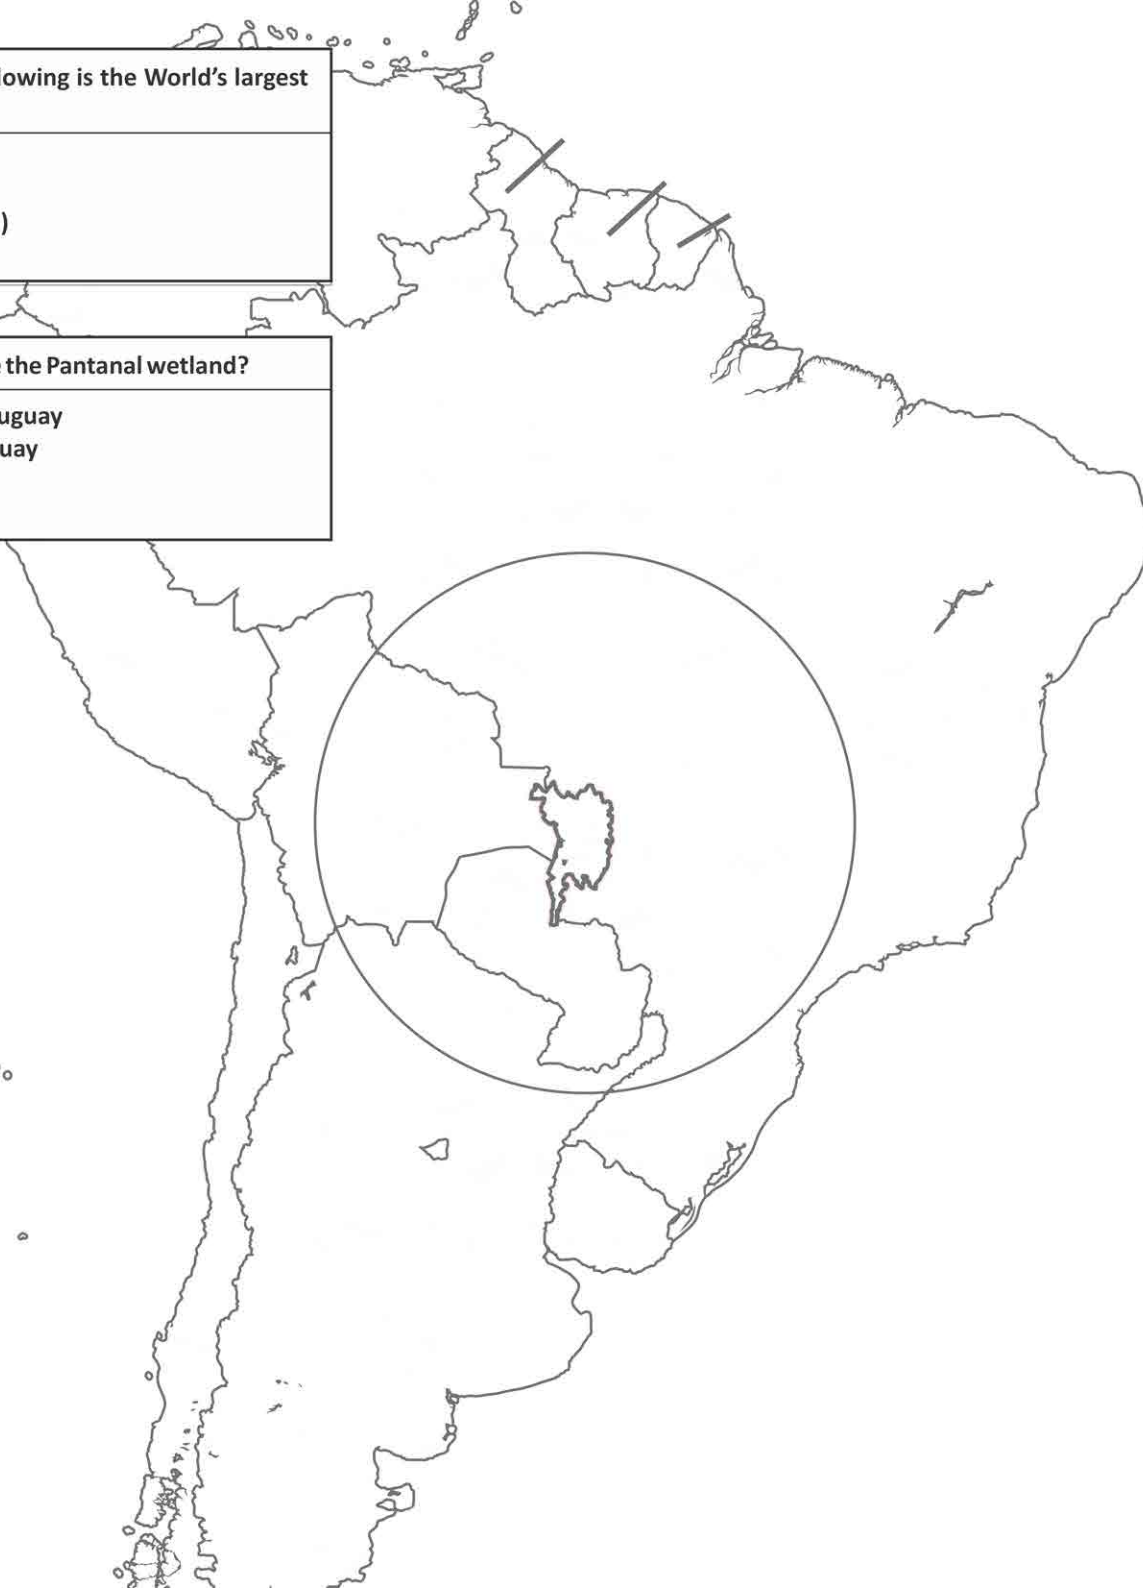 lowing is the World’s largest
)
the Pantanal wetland?
uguay
uay